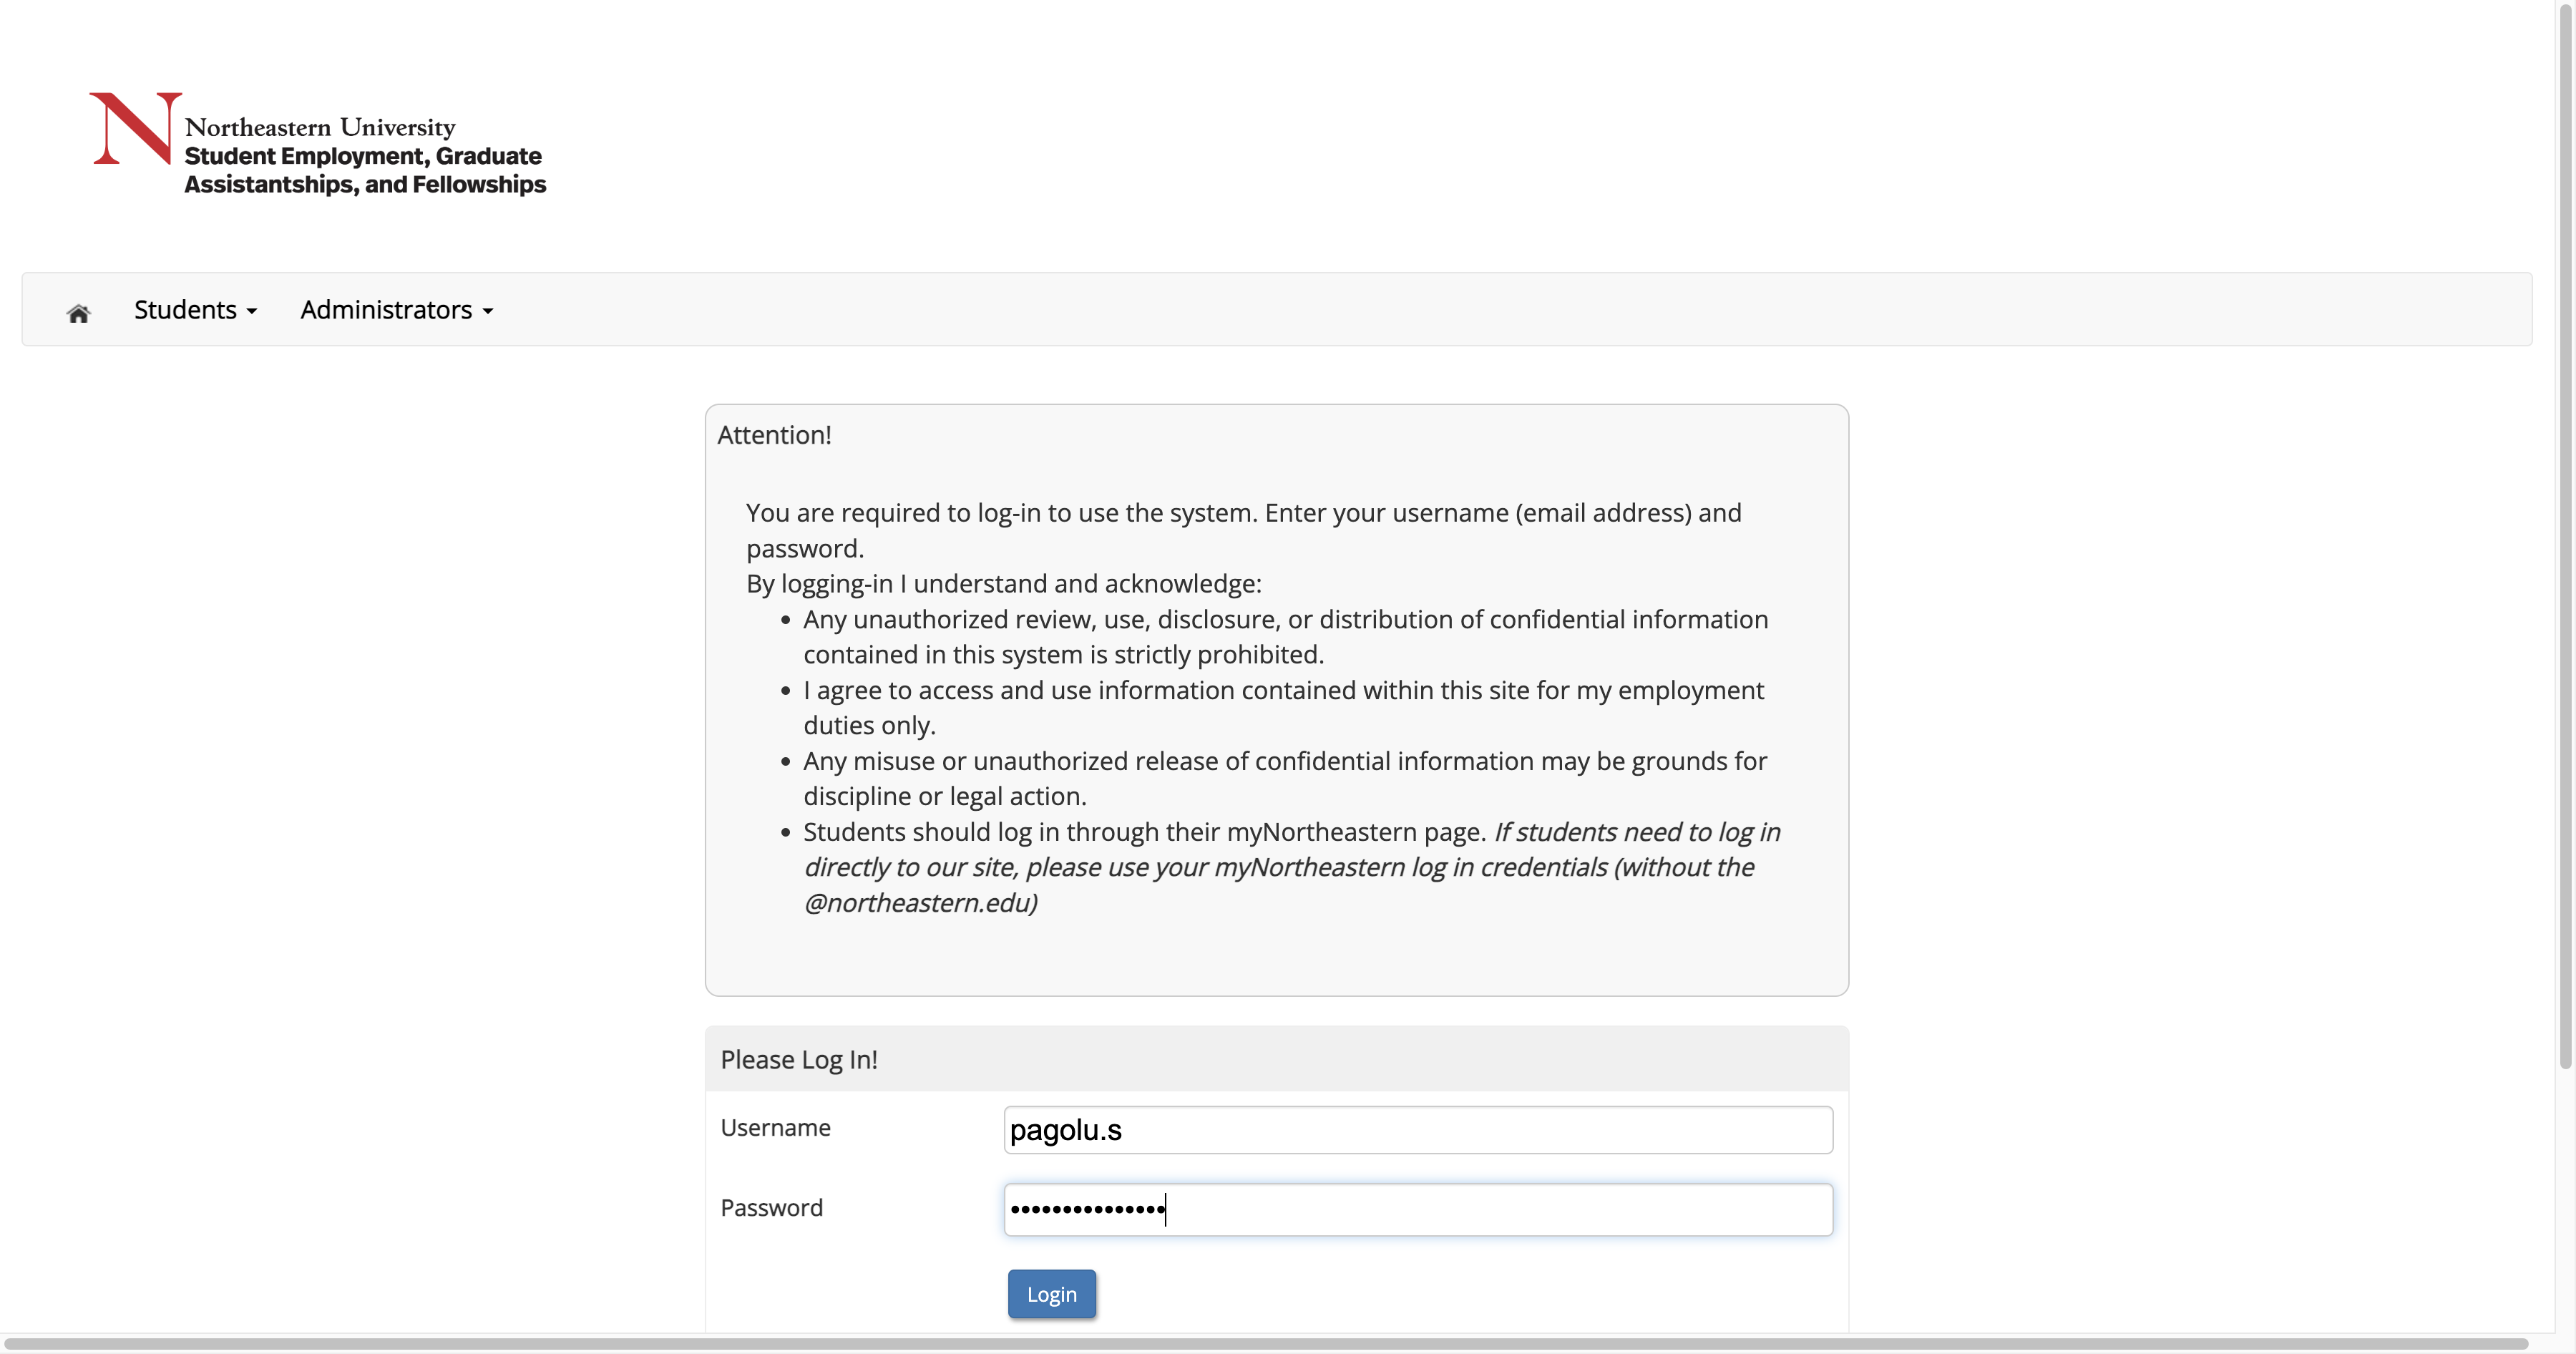 N
Northeastern University
Student Employment, Graduate
Assistantships, and Fellowships
Students Administrators
Attention!
You are required to log-in to use the system. Enter your username (email address) and
password.
By logging-in I understand and acknowledge:
• Any unauthorized review, use, disclosure, or distribution of confidential information
contained in this system is strictly prohibited.
• I agree to access and use information contained within this site for my employment
duties only.
• Any misuse or unauthorized release of confidential information may be grounds for
discipline or legal action.
• Students should log in through their myNortheastern page. If students need to log in
directly to our site, please use your myNortheastern log in credentials (without the
@northeastern.edu)
Please Log In!
Username pagolu.s
Password •••••••••••••••
Login